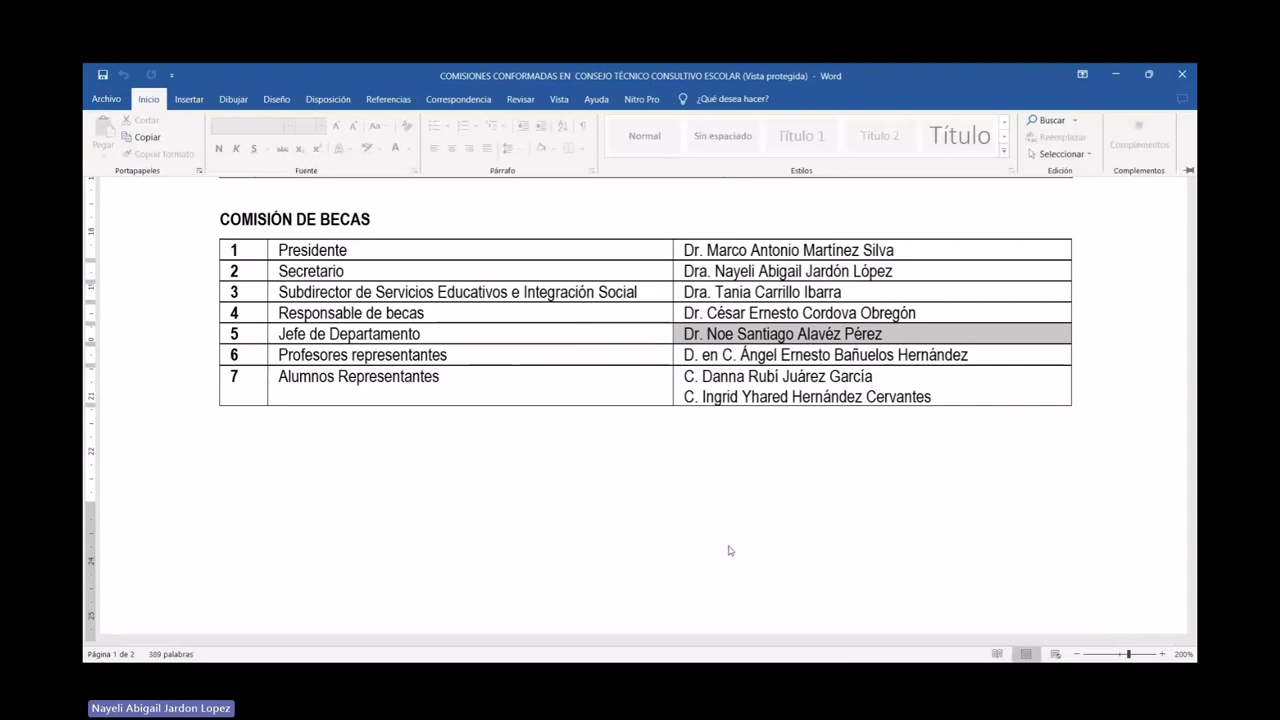 COMISIONES CONFORMADAS EN CONSEJO TÉCNICO CONSULTIVO ESCOLAR (Vista protegida) - Word
Archivo Inicio Insertar Dibujar Diseño Disposición Referencias Correspondencia Revisar Vista Ayuda Nitro Pro ¿Qué desea hacer?
Pegar
Cortar
Copiar
Copiar formato
Portapapeles
N K S abc x₂ x² A
Aa
Fuente
Párrafo
Normal Sin espaciado Título 1 Título 2 Título
Estilos
Buscar
Reemplazar
Seleccionar
Edición
Complementos
Complementos
COMISIÓN DE BECAS
1 Presidente Dr. Marco Antonio Martínez Silva
2 Secretario Dra. Nayeli Abigail Jardón López
3 Subdirector de Servicios Educativos e Integración Social Dra. Tania Carrillo Ibarra
4 Responsable de becas Dr. César Ernesto Cordova Obregón
5 Jefe de Departamento Dr. Noe Santiago Alavéz Pérez
6 Profesores representantes D. en C. Ángel Ernesto Bañuelos Hernández
7 Alumnos Representantes C. Danna Rubí Juárez García
C. Ingrid Yhared Hernández Cervantes
Página 1 de 2 389 palabras 200%
Nayeli Abigail Jardon Lopez